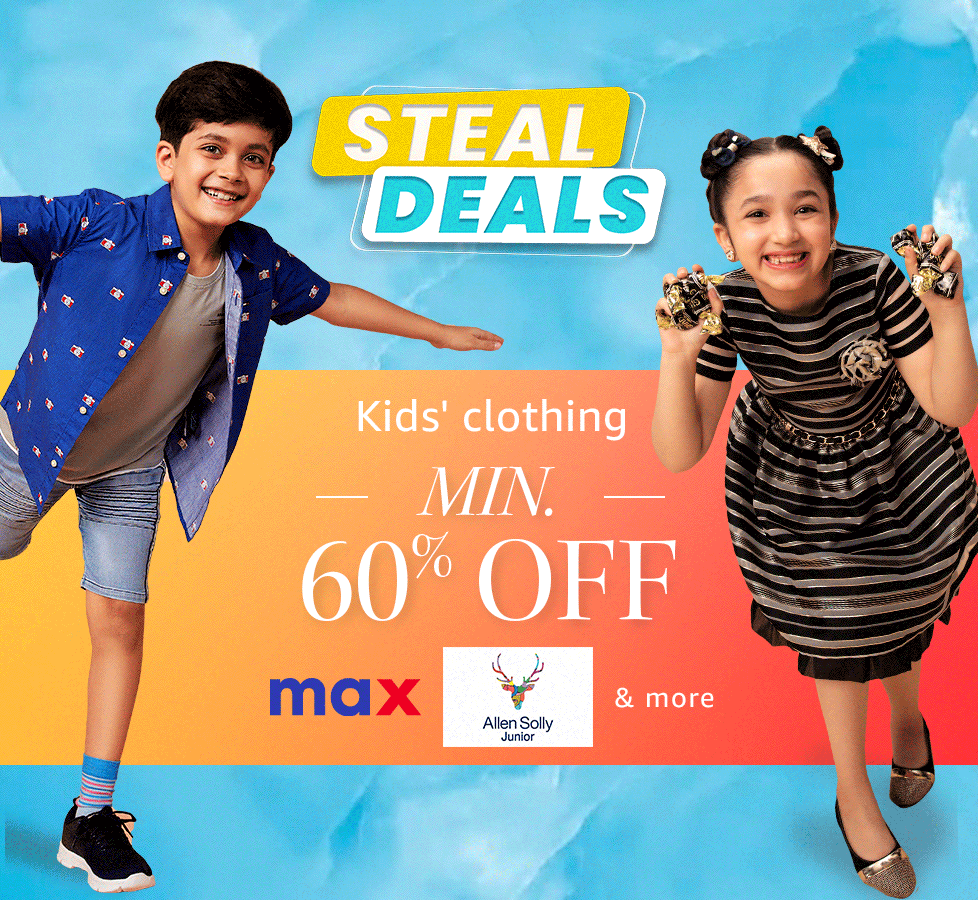 STEAL
DEALS
Kids' clothing
MIN.
60% OFF
max
Allen Solly
Junior
& more